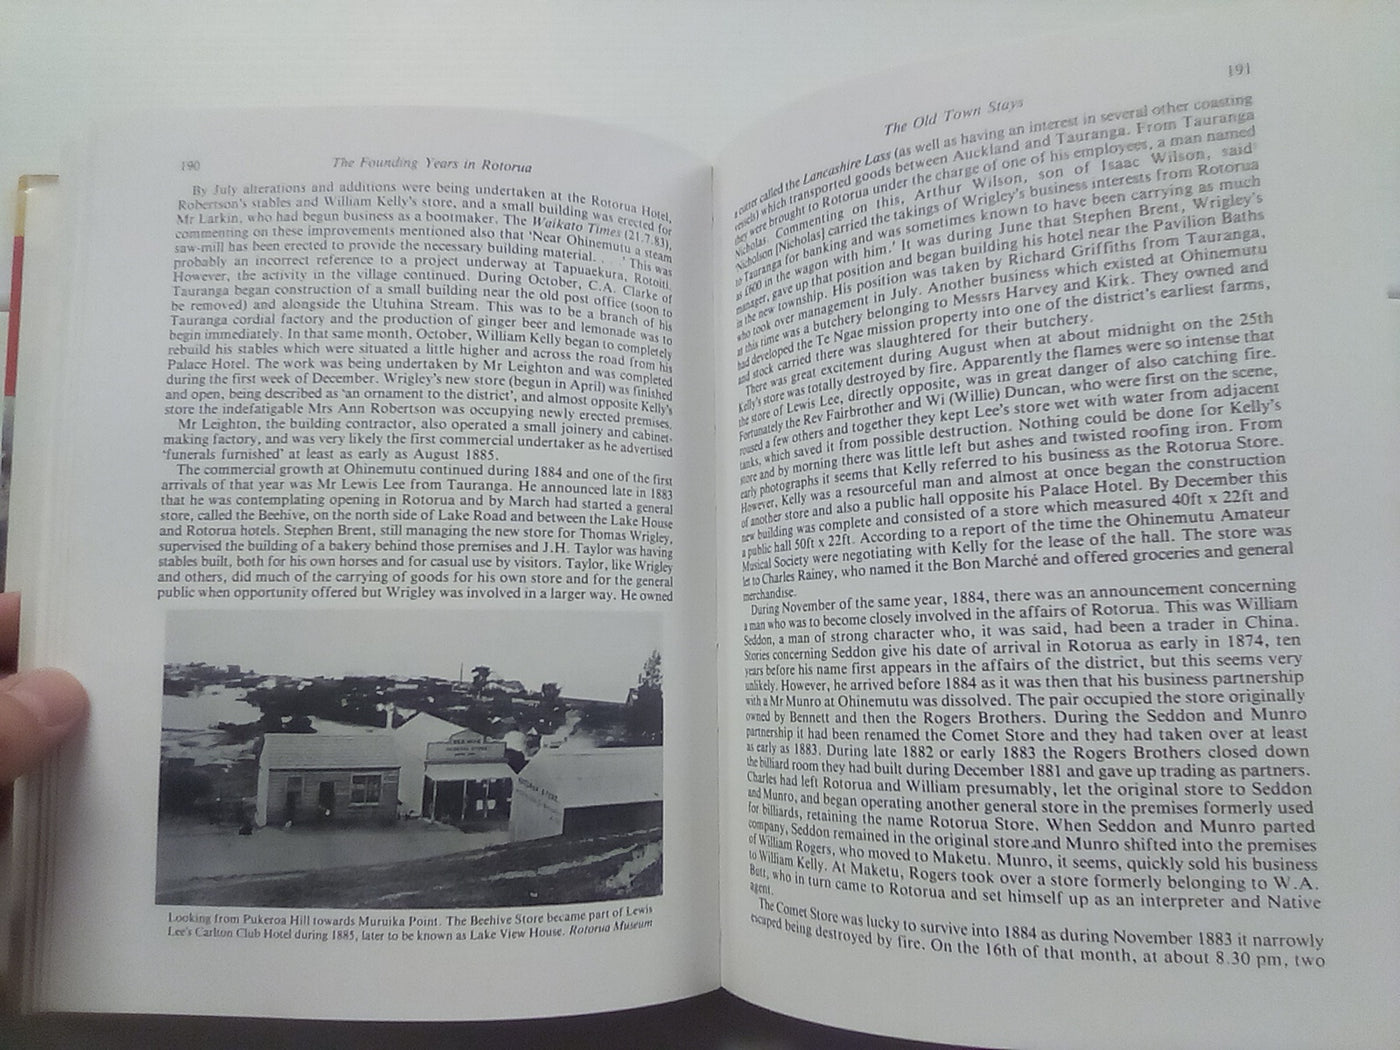 190
The Founding Years in Rotorua
By July alterations and additions were being undertaken at the Rotorua Hotel,
Robertson's stables and William Kelly's store, and a small building was erected for
Mr Larkin, who had begun business as a bootmaker. The Waikato Times (21.7.83),
commenting on these improvements mentioned also that 'Near Ohinemutu a steam
saw-mill has been erected to provide the necessary building material. . . .' This was
probably an incorrect reference to a project underway at Tapuaekura, Rotoiti.
However, the activity in the village continued. During October, C.A. Clarke of
Tauranga began construction of a small building near the old post office (soon to
be removed) and alongside the Utuhina Stream. This was to be a branch of his
Tauranga cordial factory and the production of ginger beer and lemonade was to
begin immediately. In that same month, October, William Kelly began to completely
rebuild his stables which were situated a little higher and across the road from his
Palace Hotel. The work was being undertaken by Mr Leighton and was completed
during the first week of December. Wrigley's new store (begun in April) was finished
and open, being described as 'an ornament to the district', and almost opposite Kelly's
store the indefatigable Mrs Ann Robertson was occupying newly erected premises.
Mr Leighton, the building contractor, also operated a small joinery and cabinet-
making factory, and was very likely the first commercial undertaker as he advertised
'funerals furnished' at least as early as August 1885.
The commercial growth at Ohinemutu continued during 1884 and one of the first
arrivals of that year was Mr Lewis Lee from Tauranga. He announced late in 1883
that he was contemplating opening in Rotorua and by March had started a general
store, called the Beehive, on the north side of Lake Road and between the Lake House
and Rotorua hotels. Stephen Brent, still managing the new store for Thomas Wrigley,
supervised the building of a bakery behind those premises and J.H. Taylor was having
stables built, both for his own horses and for casual use by visitors. Taylor, like Wrigley
and others, did much of the carrying of goods for his own store and for the general
public when opportunity offered but Wrigley was involved in a larger way. He owned
Looking from Pukeroa Hill towards Muruika Point. The Beehive Store became part of Lewis
Lee's Carlton Club Hotel during 1885, later to be known as Lake View House. Rotorua Museum
191
The Old Town Stays
a cutter called the Lancashire Lass (as well as having an interest in several other coasting
vessels) which transported goods between Auckland and Tauranga. From Tauranga
they were brought to Rotorua under the charge of one of his employees, a man named
Nicholas. Commenting on this, Arthur Wilson, son of Isaac Wilson, said
'Nicholson [Nicholas] carried the takings of Wrigley's business interests from Rotorua
to Tauranga for banking and was sometimes known to have been carrying as much
as £600 in the wagon with him.' It was during June that Stephen Brent, Wrigley's
manager, gave up that position and began building his hotel near the Pavilion Baths
in the new township. His position was taken by Richard Griffiths from Tauranga,
who took over management in July. Another business which existed at Ohinemutu
at this time was a butchery belonging to Messrs Harvey and Kirk. They owned and
had developed the Te Ngae mission property into one of the district's earliest farms,
and stock carried there was slaughtered for their butchery.
There was great excitement during August when at about midnight on the 25th
Kelly's store was totally destroyed by fire. Apparently the flames were so intense that
the store of Lewis Lee, directly opposite, was in great danger of also catching fire.
Fortunately the Rev Fairbrother and Wi (Willie) Duncan, who were first on the scene,
roused a few others and together they kept Lee's store wet with water from adjacent
tanks, which saved it from possible destruction. Nothing could be done for Kelly's
store and by morning there was little left but ashes and twisted roofing iron. From
early photographs it seems that Kelly referred to his business as the Rotorua Store.
However, Kelly was a resourceful man and almost at once began the construction
of another store and also a public hall opposite his Palace Hotel. By December this
new building was complete and consisted of a store which measured 40ft x 22ft and
a public hall 50ft x 22ft. According to a report of the time the Ohinemutu Amateur
Musical Society were negotiating with Kelly for the lease of the hall. The store was
let to Charles Rainey, who named it the Bon Marché and offered groceries and general
merchandise.
During November of the same year, 1884, there was an announcement concerning
a man who was to become closely involved in the affairs of Rotorua. This was William
Seddon, a man of strong character who, it was said, had been a trader in China.
Stories concerning Seddon give his date of arrival in Rotorua as early in 1874, ten
years before his name first appears in the affairs of the district, but this seems very
unlikely. However, he arrived before 1884 as it was then that his business partnership
with a Mr Munro at Ohinemutu was dissolved. The pair occupied the store originally
owned by Bennett and then the Rogers Brothers. During the Seddon and Munro
partnership it had been renamed the Comet Store and they had taken over at least
as early as 1883. During late 1882 or early 1883 the Rogers Brothers closed down
the billiard room they had built during December 1881 and gave up trading as partners.
Charles had left Rotorua and William presumably, let the original store to Seddon
and Munro, and began operating another general store in the premises formerly used
for billiards, retaining the name Rotorua Store. When Seddon and Munro parted
company, Seddon remained in the original store and Munro shifted into the premises
of William Rogers, who moved to Maketu. Munro, it seems, quickly sold his business
to William Kelly. At Maketu, Rogers took over a store formerly belonging to W.A.
Butt, who in turn came to Rotorua and set himself up as an interpreter and Native
agent.
The Comet Store was lucky to survive into 1884 as during November 1883 it narrowly
escaped being destroyed by fire. On the 16th of that month, at about 8.30 pm, two